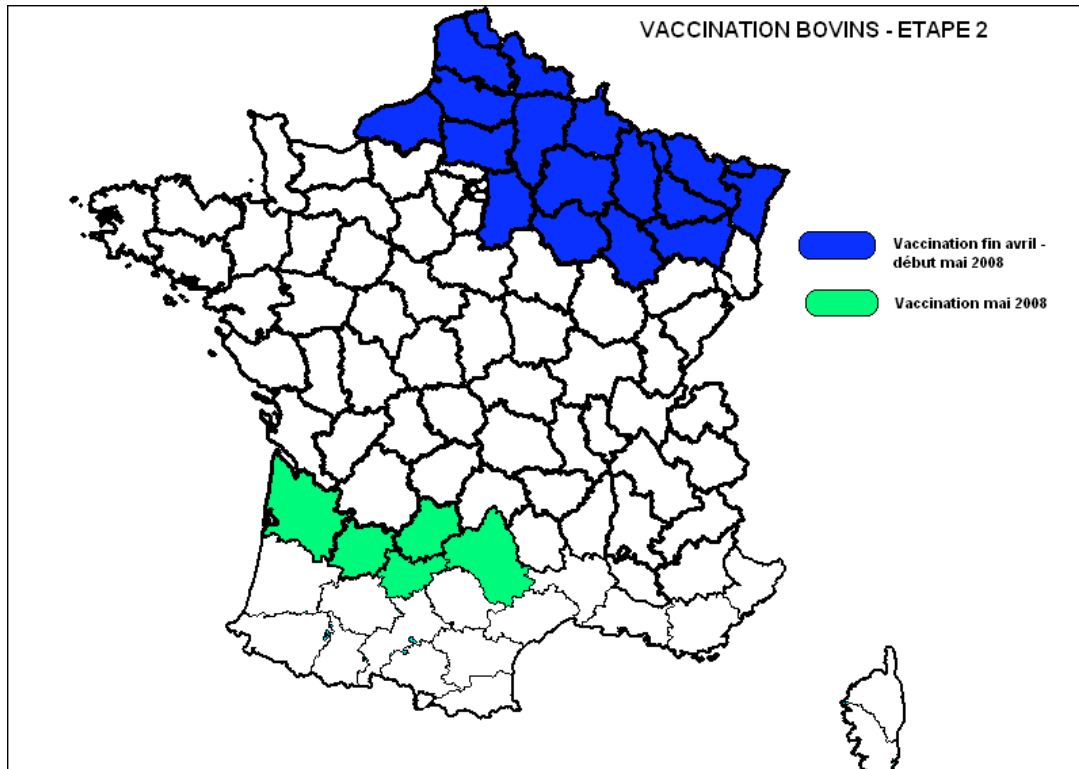 VACCINATION BOVINS - ETAPE 2
Vaccination fin avril -
début mai 2008
Vaccination mai 2008